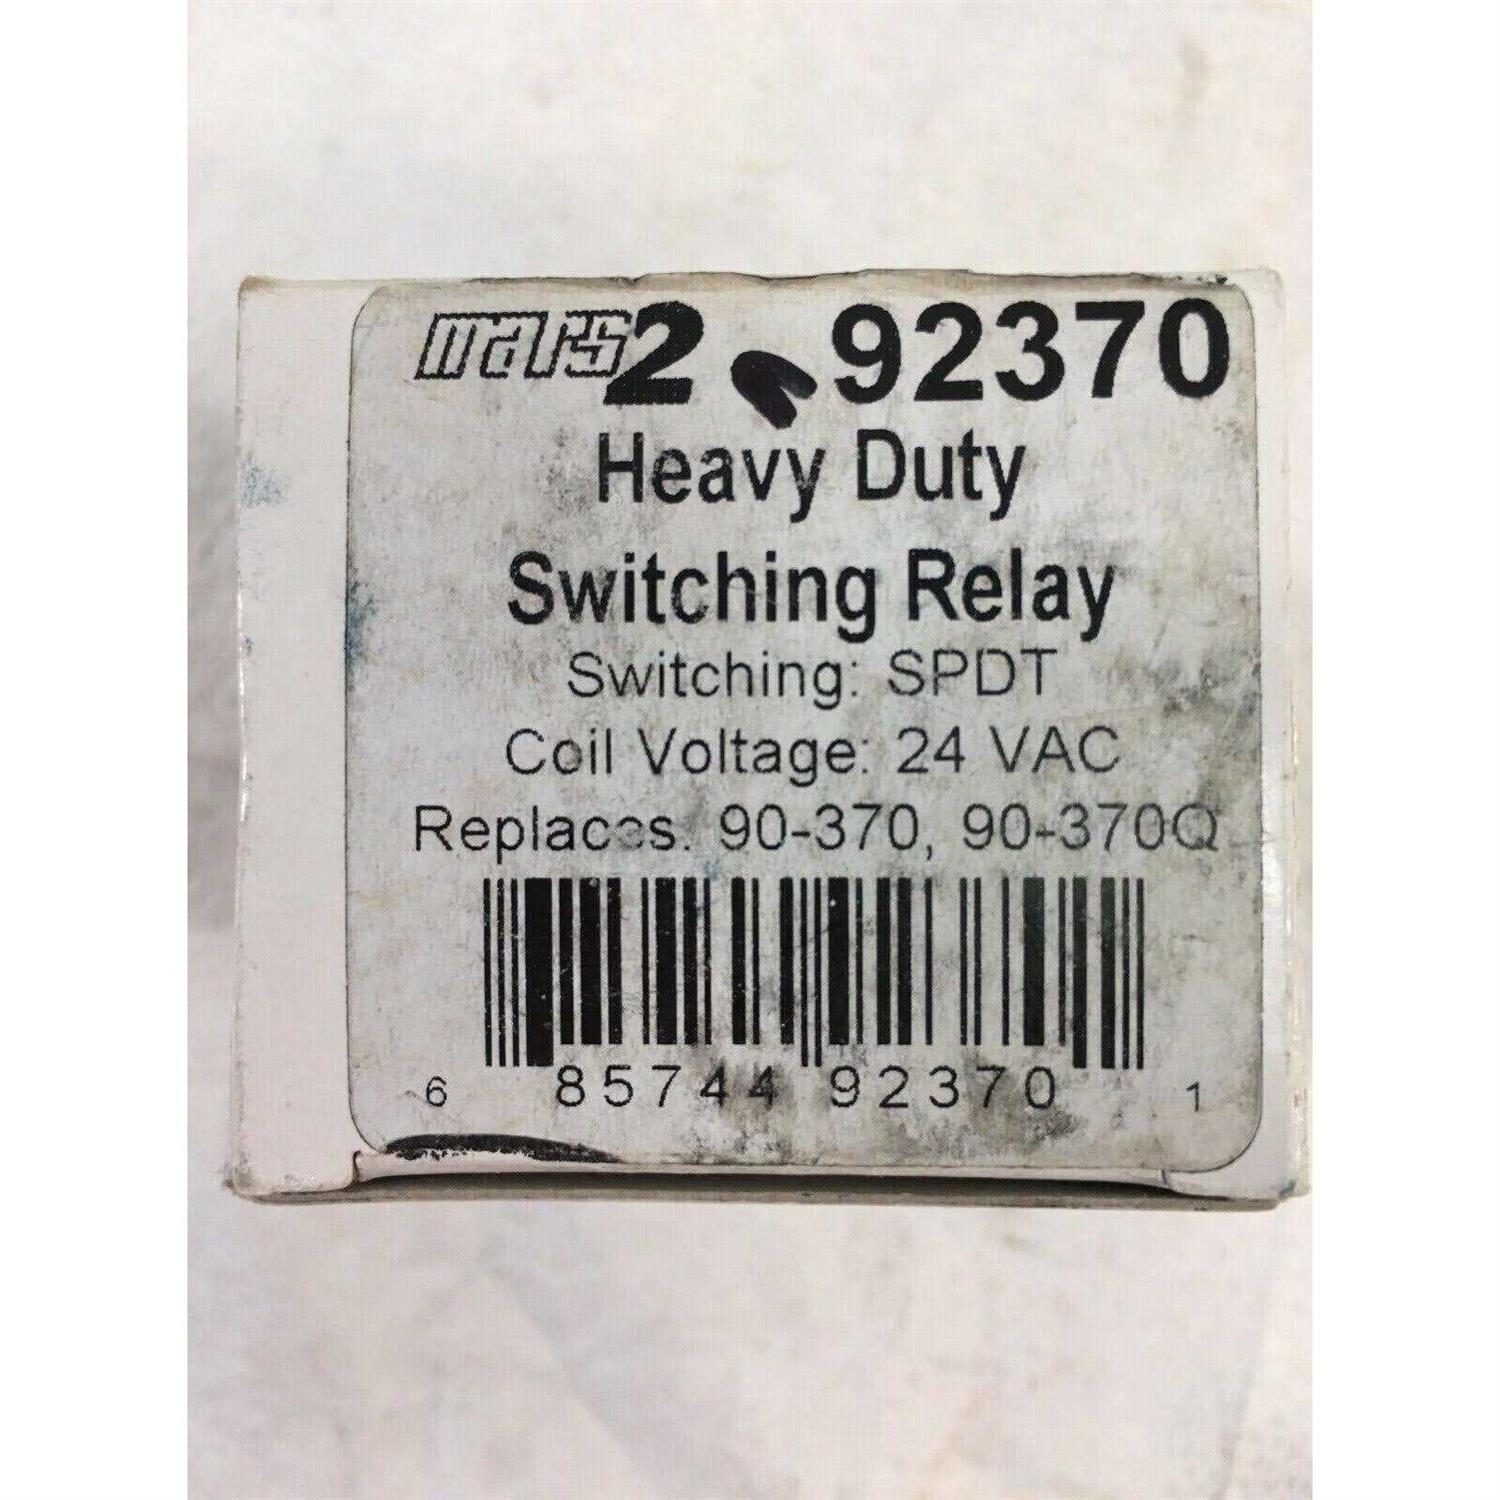 mars2 92370
Heavy Duty
Switching Relay
Switching: SPDT
Coil Voltage: 24 VAC
Replaces: 90-370, 90-370Q
6 85744 92370 1